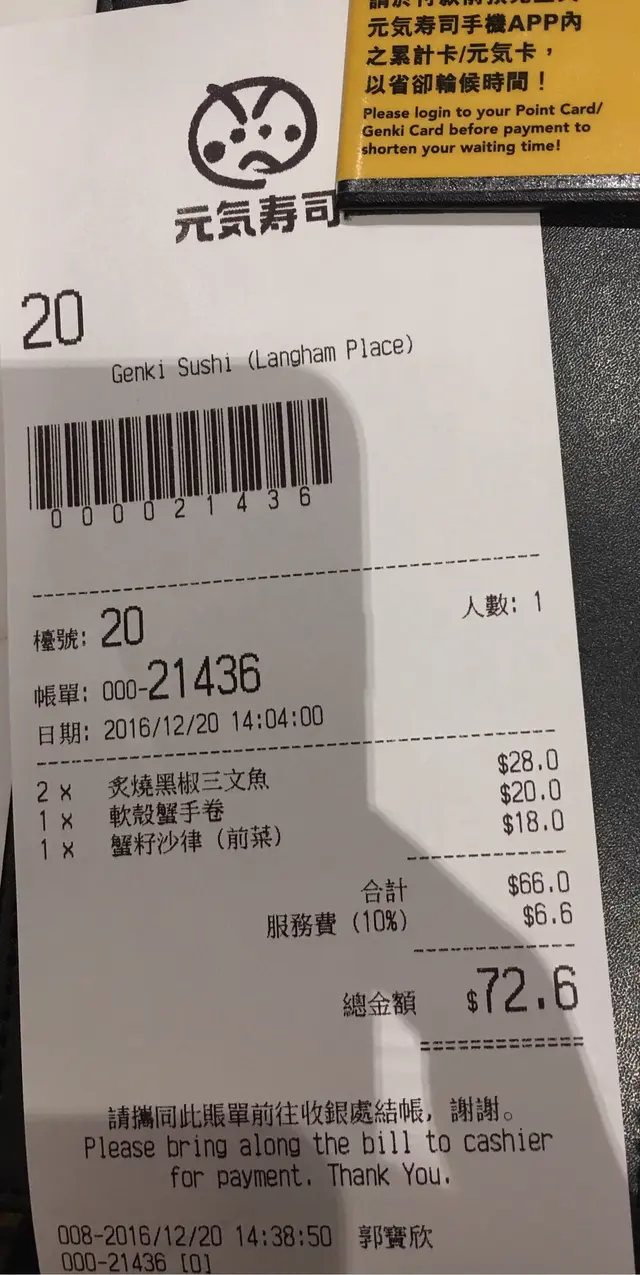 元気寿司手機APP內
之累計卡/元気卡，
以省卻輪候時間！
Please login to your Point Card/
Genki Card before payment to
shorten your waiting time!
元気寿司
20
Genki Sushi (Langham Place)
000021436
檯號: 20 人數: 1
帳單: 000-21436
日期: 2016/12/20 14:04:00
2 x 炙燒黑椒三文魚 $28.0
1 x 軟殼蟹手卷 $20.0
1 x 蟹籽沙律 (前菜) $18.0
合計 $66.0
服務費 (10%) $6.6
總金額 $72.6
請攜同此賬單前往收銀處結帳, 謝謝。
Please bring along the bill to cashier
for payment. Thank You.
008-2016/12/20 14:38:50 郭寶欣
000-21436 [0]